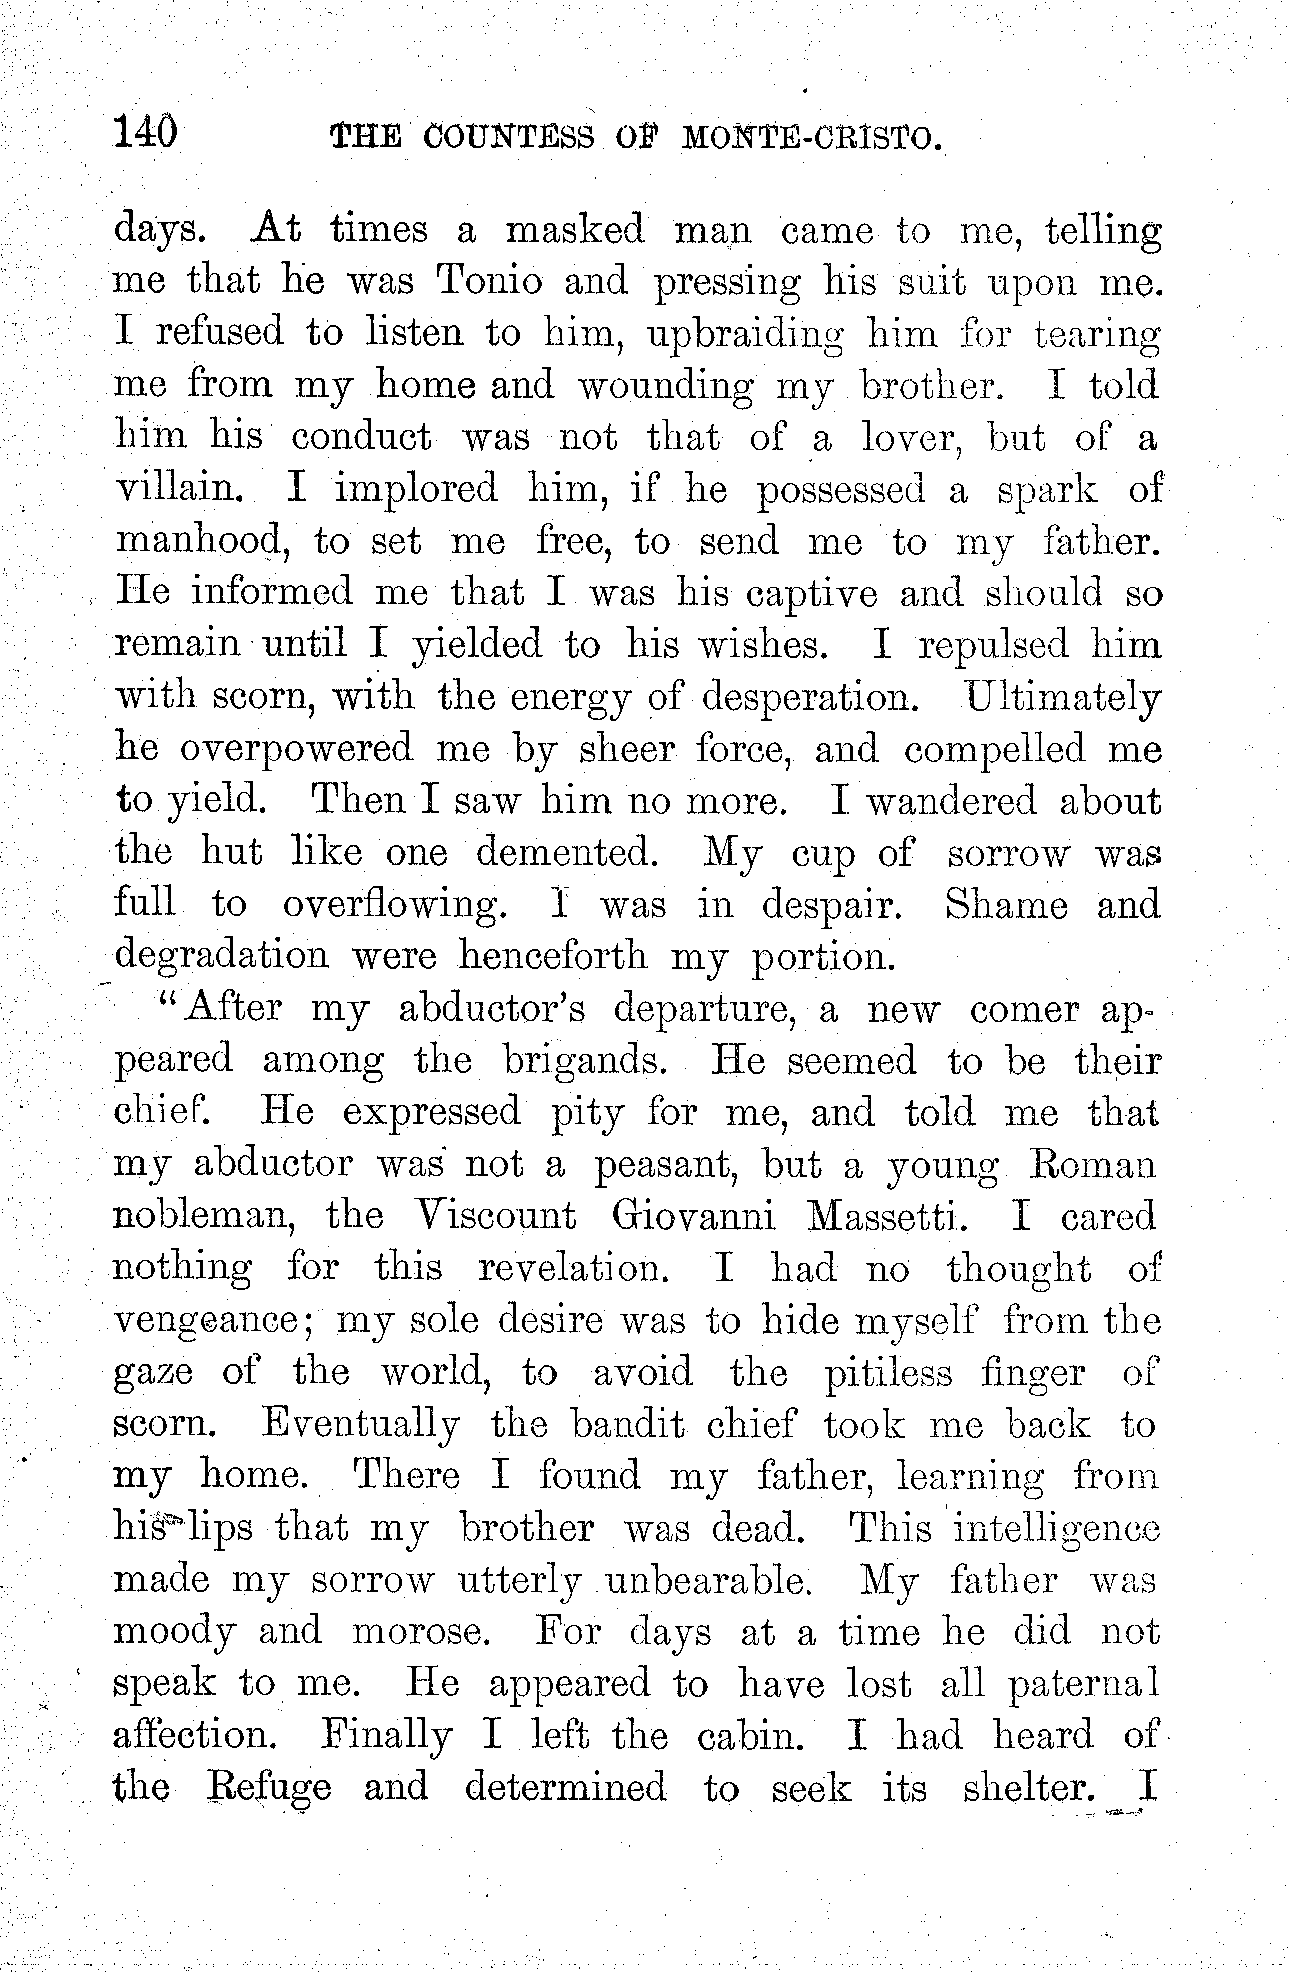 140 THE COUNTESS OF MONTE-CRISTO.
days. At times a masked man came to me, telling
me that he was Tonio and pressing his suit upon me.
I refused to listen to him, upbraiding him for tearing
me from my home and wounding my brother. I told
him his conduct was not that of a lover, but of a
villain. I implored him, if he possessed a spark of
manhood, to set me free, to send me to my father.
He informed me that I was his captive and should so
remain until I yielded to his wishes. I repulsed him
with scorn, with the energy of desperation. Ultimately
he overpowered me by sheer force, and compelled me
to yield. Then I saw him no more. I wandered about
the hut like one demented. My cup of sorrow was
full to overflowing. I was in despair. Shame and
degradation were henceforth my portion.
"After my abductor's departure, a new comer ap-
peared among the brigands. He seemed to be their
chief. He expressed pity for me, and told me that
my abductor was not a peasant, but a young Roman
nobleman, the Viscount Giovanni Massetti. I cared
nothing for this revelation. I had no thought of
vengeance; my sole desire was to hide myself from the
gaze of the world, to avoid the pitiless finger of
scorn. Eventually the bandit chief took me back to
my home. There I found my father, learning from
his lips that my brother was dead. This intelligence
made my sorrow utterly unbearable. My father was
moody and morose. For days at a time he did not
speak to me. He appeared to have lost all paternal
affection. Finally I left the cabin. I had heard of
the Refuge and determined to seek its shelter. I